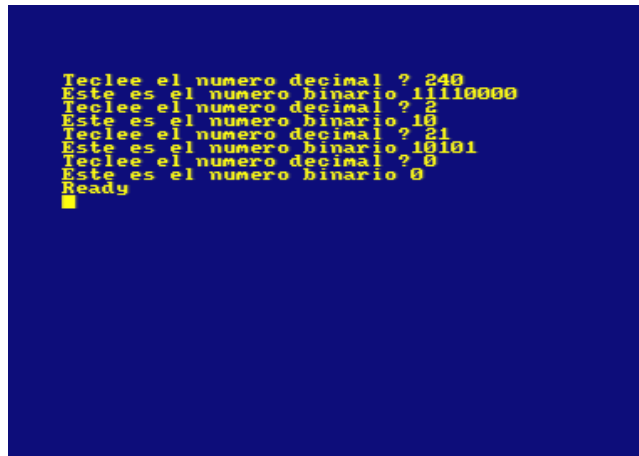 Teclee el numero decimal ? 240
Este es el numero binario 11110000
Teclee el numero decimal ? 2
Este es el numero binario 10
Teclee el numero decimal ? 21
Este es el numero binario 10101
Teclee el numero decimal ? 0
Este es el numero binario 0
Ready